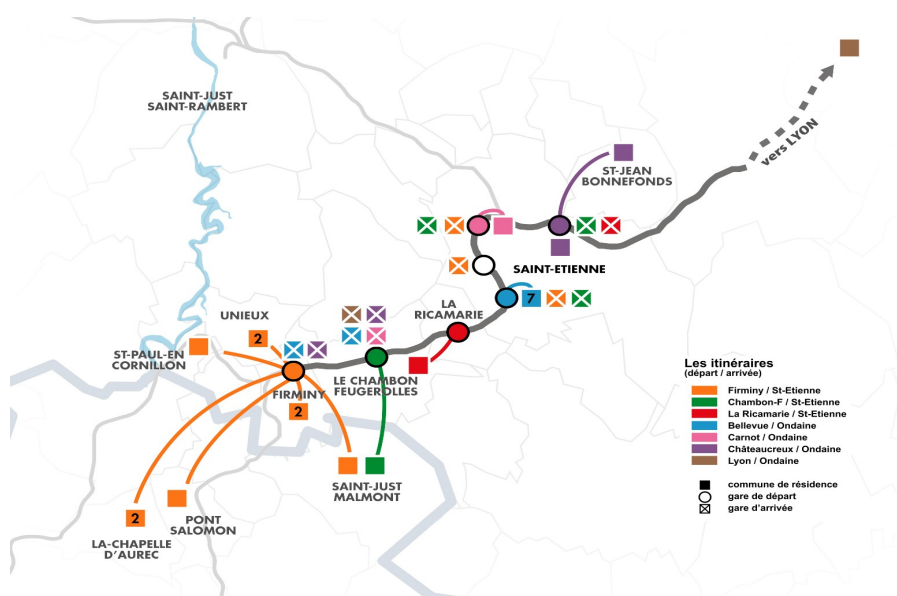 SAINT-JUST
SAINT-RAMBERT
vers LYON
ST-JEAN
BONNEFONDS
SAINT-ETIENNE
7
LA
RICAMARIE
UNIEUX
2
ST-PAUL-EN
CORNILLON
FIRMINY
2
LE CHAMBON
FEUGEROLLES
SAINT-JUST
MALMONT
PONT
SALOMON
2
LA-CHAPELLE
D'AUREC
Les itinéraires
(départ / arrivée)
Firminy / St-Etienne
Chambon-F / St-Etienne
La Ricamarie / St-Etienne
Bellevue / Ondaine
Carnot / Ondaine
Châteaucreux / Ondaine
Lyon / Ondaine
commune de résidence
gare de départ
gare d'arrivée